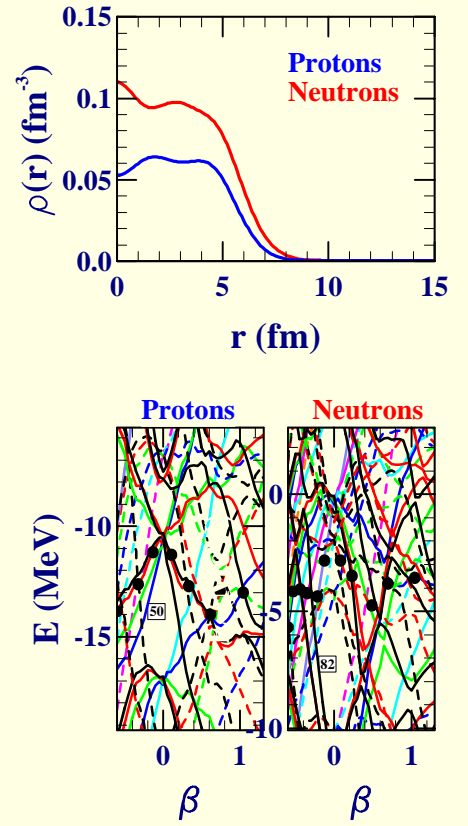 0.15
0.1
0.05
0.0
ρ(r) (fm⁻³)
Protons
Neutrons
0 5 10 15
r (fm)
Protons Neutrons
E (MeV)
-10
-15
50
0
-5
-10
82
0 1 0 1
β β